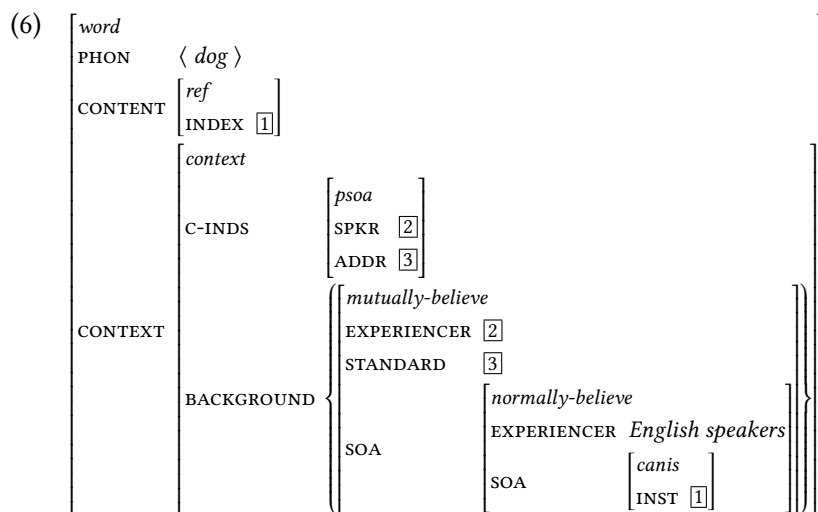 (6)
word
PHON ⟨ dog ⟩
CONTENT
ref
INDEX 1
CONTEXT
context
C-INDS
psoa
SPKR 2
ADDR 3
BACKGROUND
mutually-believe
EXPERIENCER 2
STANDARD 3
SOA
normally-believe
EXPERIENCER English speakers
SOA
canis
INST 1